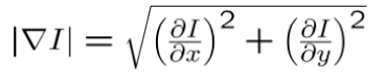 |∇I| = √((∂I/∂x)² + (∂I/∂y)²)